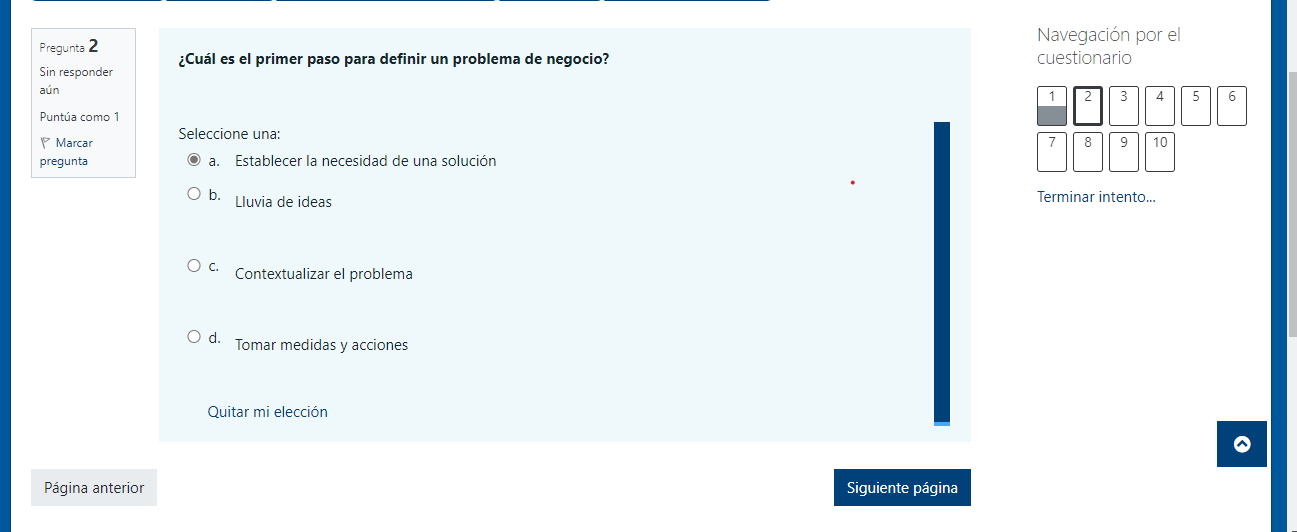 Pregunta 2
Sin responder
aún
Puntúa como 1
Marcar
pregunta
¿Cuál es el primer paso para definir un problema de negocio?
Seleccione una:
a. Establecer la necesidad de una solución
b. Lluvia de ideas
c. Contextualizar el problema
d. Tomar medidas y acciones
Quitar mi elección
Página anterior
Siguiente página
Navegación por el
cuestionario
1 2 3 4 5 6
7 8 9 10
Terminar intento...